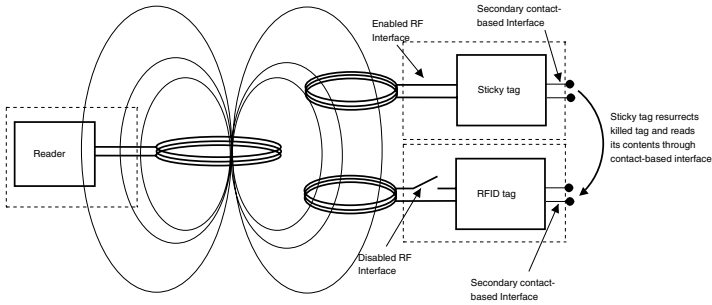 Secondary contact-
based Interface
Enabled RF
Interface
Sticky tag
Reader
Sticky tag resurrects
killed tag and reads
its contents through
contact-based interface
RFID tag
Disabled RF
Interface
Secondary contact-
based Interface